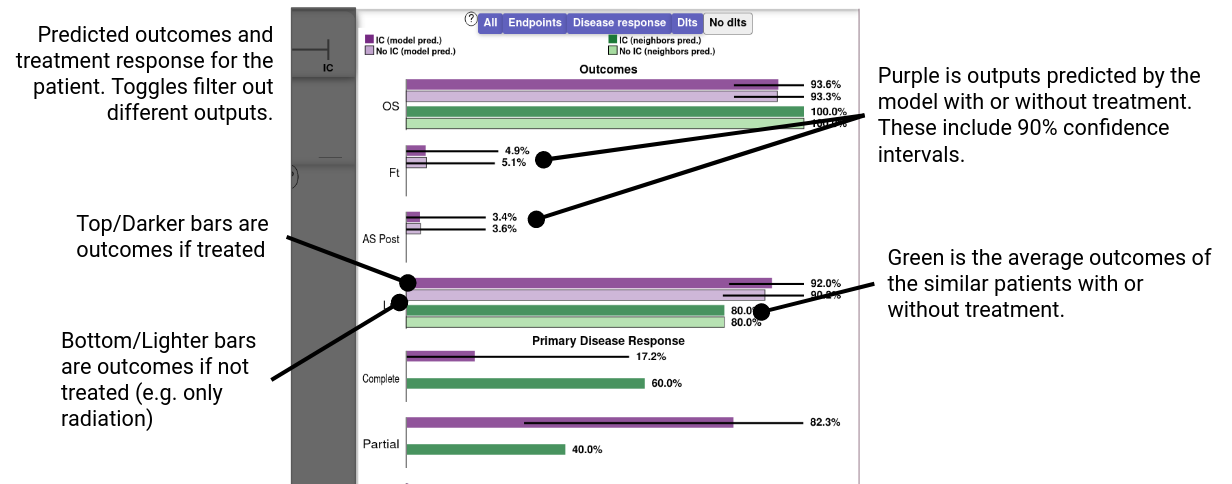 Predicted outcomes and
treatment response for the
patient. Toggles filter out
different outputs.
Top/Darker bars are
outcomes if treated
Bottom/Lighter bars
are outcomes if not
treated (e.g. only
radiation)
IC
?
All Endpoints Disease response Dlts No dlts
IC (model pred.) IC (neighbors pred.)
No IC (model pred.) No IC (neighbors pred.)
Outcomes
OS
93.6%
93.3%
100.0%
Ft
4.9%
5.1%
AS Post
3.4%
3.6%
92.0%
80.0%
Primary Disease Response
Complete
17.2%
60.0%
Partial
82.3%
40.0%
Purple is outputs predicted by the
model with or without treatment.
These include 90% confidence
intervals.
Green is the average outcomes of
the similar patients with or
without treatment.